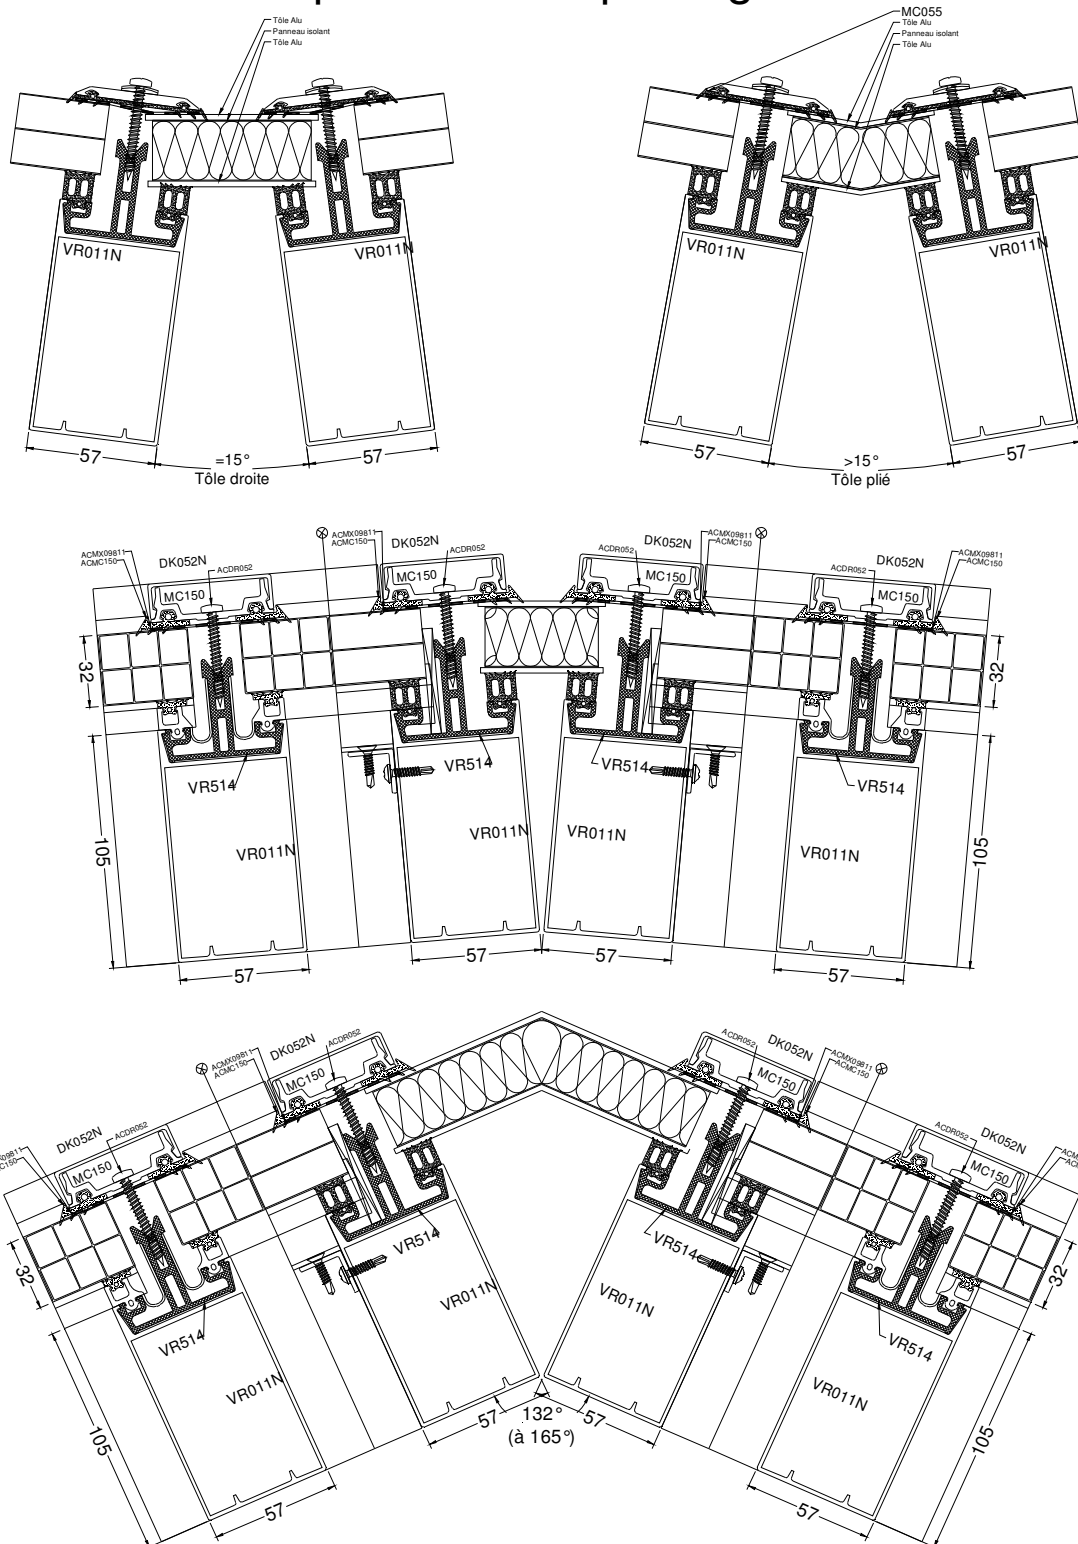 Tôle Alu
Panneau isolant
Tôle Alu
MC055
Tôle Alu
Panneau isolant
Tôle Alu
VR011N
VR011N
VR011N
VR011N
57
=15°
57
Tôle droite
57
>15°
57
Tôle plié
ACMX09811
ACMC150
DK052N
ACDR052
MC150
ACMX09811
ACMC150
DK052N
ACDR052
MC150
ACDR052
DK052N
ACMX09811
ACMC150
MC150
DK052N
ACDR052
ACMX09811
ACMC150
MC150
32
32
VR514
VR514
VR514
VR514
105
VR011N
VR011N
VR011N
VR011N
105
57
57
57
57
ACMX09811
ACMC150
DK052N
ACDR052
MC150
ACDR052
DK052N
ACMX09811
ACMC150
MC150
DK052N
ACDR052
MC150
ACDR052
DK052N
MC150
32
32
VR514
VR514
VR514
VR514
VR011N
VR011N
VR011N
VR011N
105
105
57
132°
57
(à 165°)
57
57